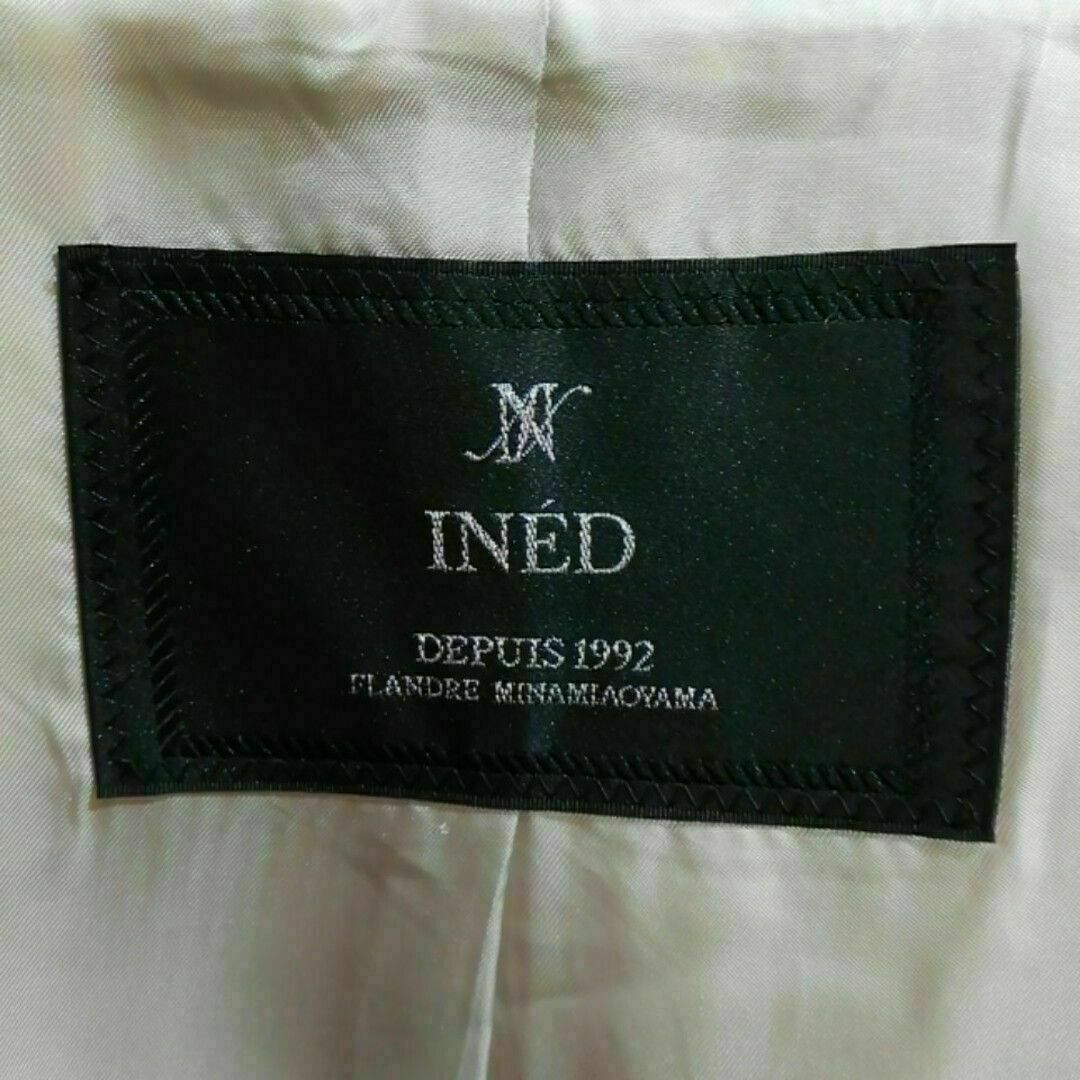 INÉD
DEPUIS 1992
FLANDRE MINAMIAOYAMA